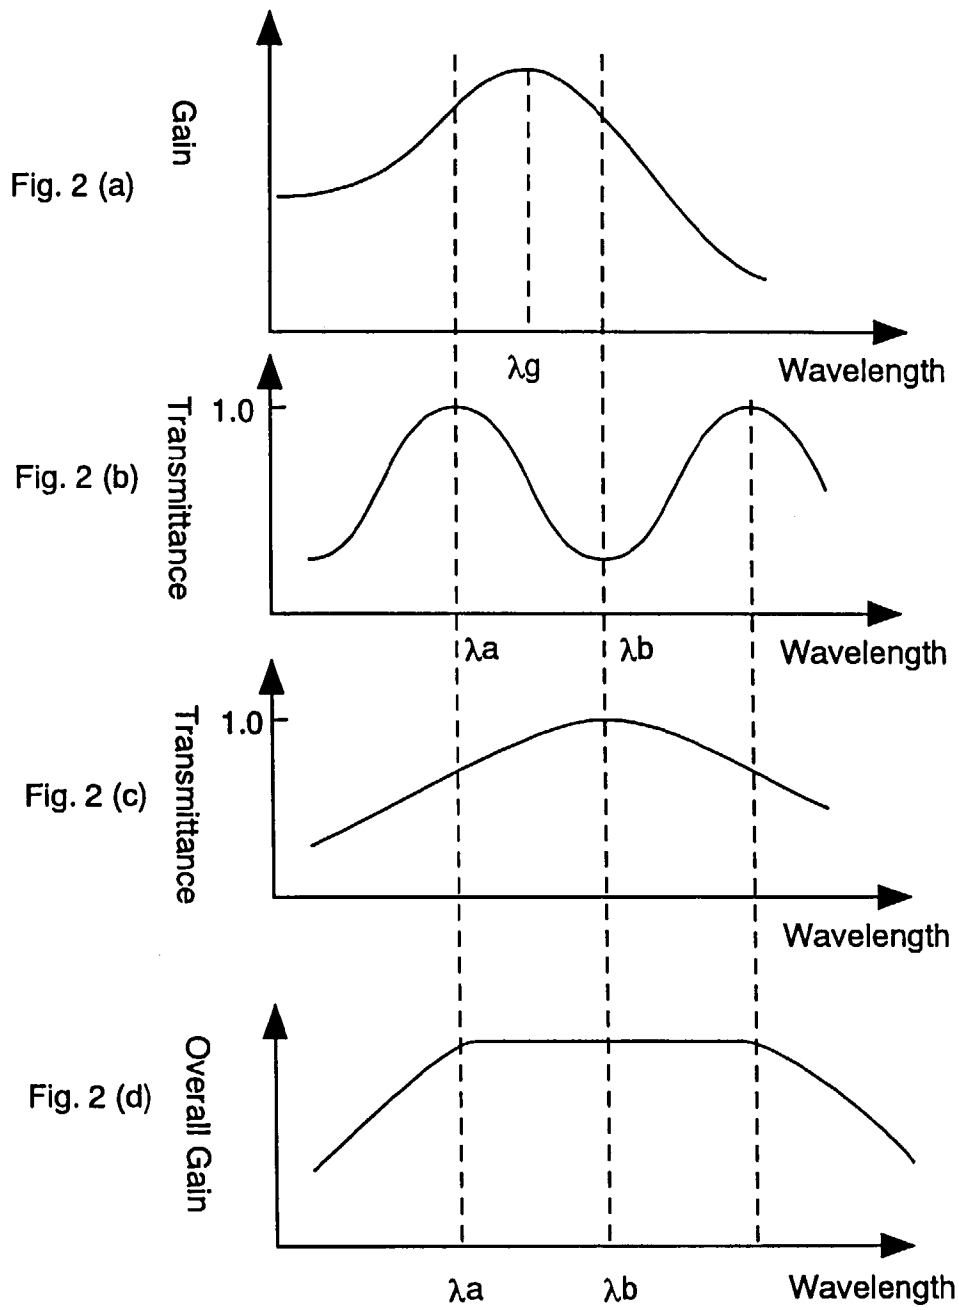 Gain
Fig. 2 (a)
λg
Wavelength
Transmittance
1.0
Fig. 2 (b)
λa
λb
Wavelength
Transmittance
1.0
Fig. 2 (c)
Wavelength
Overall Gain
Fig. 2 (d)
λa
λb
Wavelength